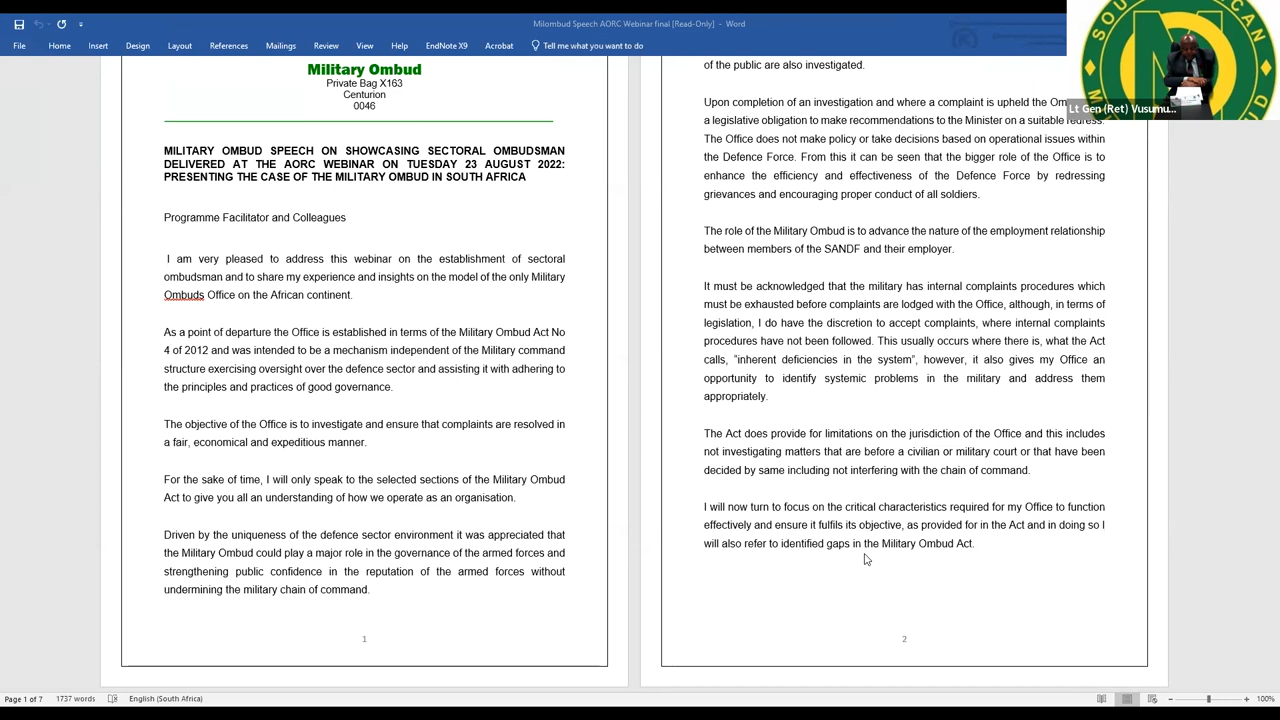 Milombud Speech AORC Webinar final [Read-Only] - Word
File Home Insert Design Layout References Mailings Review View Help EndNote X9 Acrobat Tell me what you want to do
Military Ombud
Private Bag X163
Centurion
0046
MILITARY OMBUD SPEECH ON SHOWCASING SECTORAL OMBUDSMAN
DELIVERED AT THE AORC WEBINAR ON TUESDAY 23 AUGUST 2022:
PRESENTING THE CASE OF THE MILITARY OMBUD IN SOUTH AFRICA
Programme Facilitator and Colleagues
I am very pleased to address this webinar on the establishment of sectoral
ombudsman and to share my experience and insights on the model of the only Military
Ombuds Office on the African continent.
As a point of departure the Office is established in terms of the Military Ombud Act No
4 of 2012 and was intended to be a mechanism independent of the Military command
structure exercising oversight over the defence sector and assisting it with adhering to
the principles and practices of good governance.
The objective of the Office is to investigate and ensure that complaints are resolved in
a fair, economical and expeditious manner.
For the sake of time, I will only speak to the selected sections of the Military Ombud
Act to give you all an understanding of how we operate as an organisation.
Driven by the uniqueness of the defence sector environment it was appreciated that
the Military Ombud could play a major role in the governance of the armed forces and
strengthening public confidence in the reputation of the armed forces without
undermining the military chain of command.
1
of the public are also investigated.
Upon completion of an investigation and where a complaint is upheld the Om
a legislative obligation to make recommendations to the Minister on a suitable redress.
The Office does not make policy or take decisions based on operational issues within
the Defence Force. From this it can be seen that the bigger role of the Office is to
enhance the efficiency and effectiveness of the Defence Force by redressing
grievances and encouraging proper conduct of all soldiers.
The role of the Military Ombud is to advance the nature of the employment relationship
between members of the SANDF and their employer.
It must be acknowledged that the military has internal complaints procedures which
must be exhausted before complaints are lodged with the Office, although, in terms of
legislation, I do have the discretion to accept complaints, where internal complaints
procedures have not been followed. This usually occurs where there is, what the Act
calls, "inherent deficiencies in the system", however, it also gives my Office an
opportunity to identify systemic problems in the military and address them
appropriately.
The Act does provide for limitations on the jurisdiction of the Office and this includes
not investigating matters that are before a civilian or military court or that have been
decided by same including not interfering with the chain of command.
I will now turn to focus on the critical characteristics required for my Office to function
effectively and ensure it fulfils its objective, as provided for in the Act and in doing so I
will also refer to identified gaps in the Military Ombud Act.
2
Lt Gen (Ret) Vusumu...
Page 1 of 7 1737 words English (South Africa) 100%